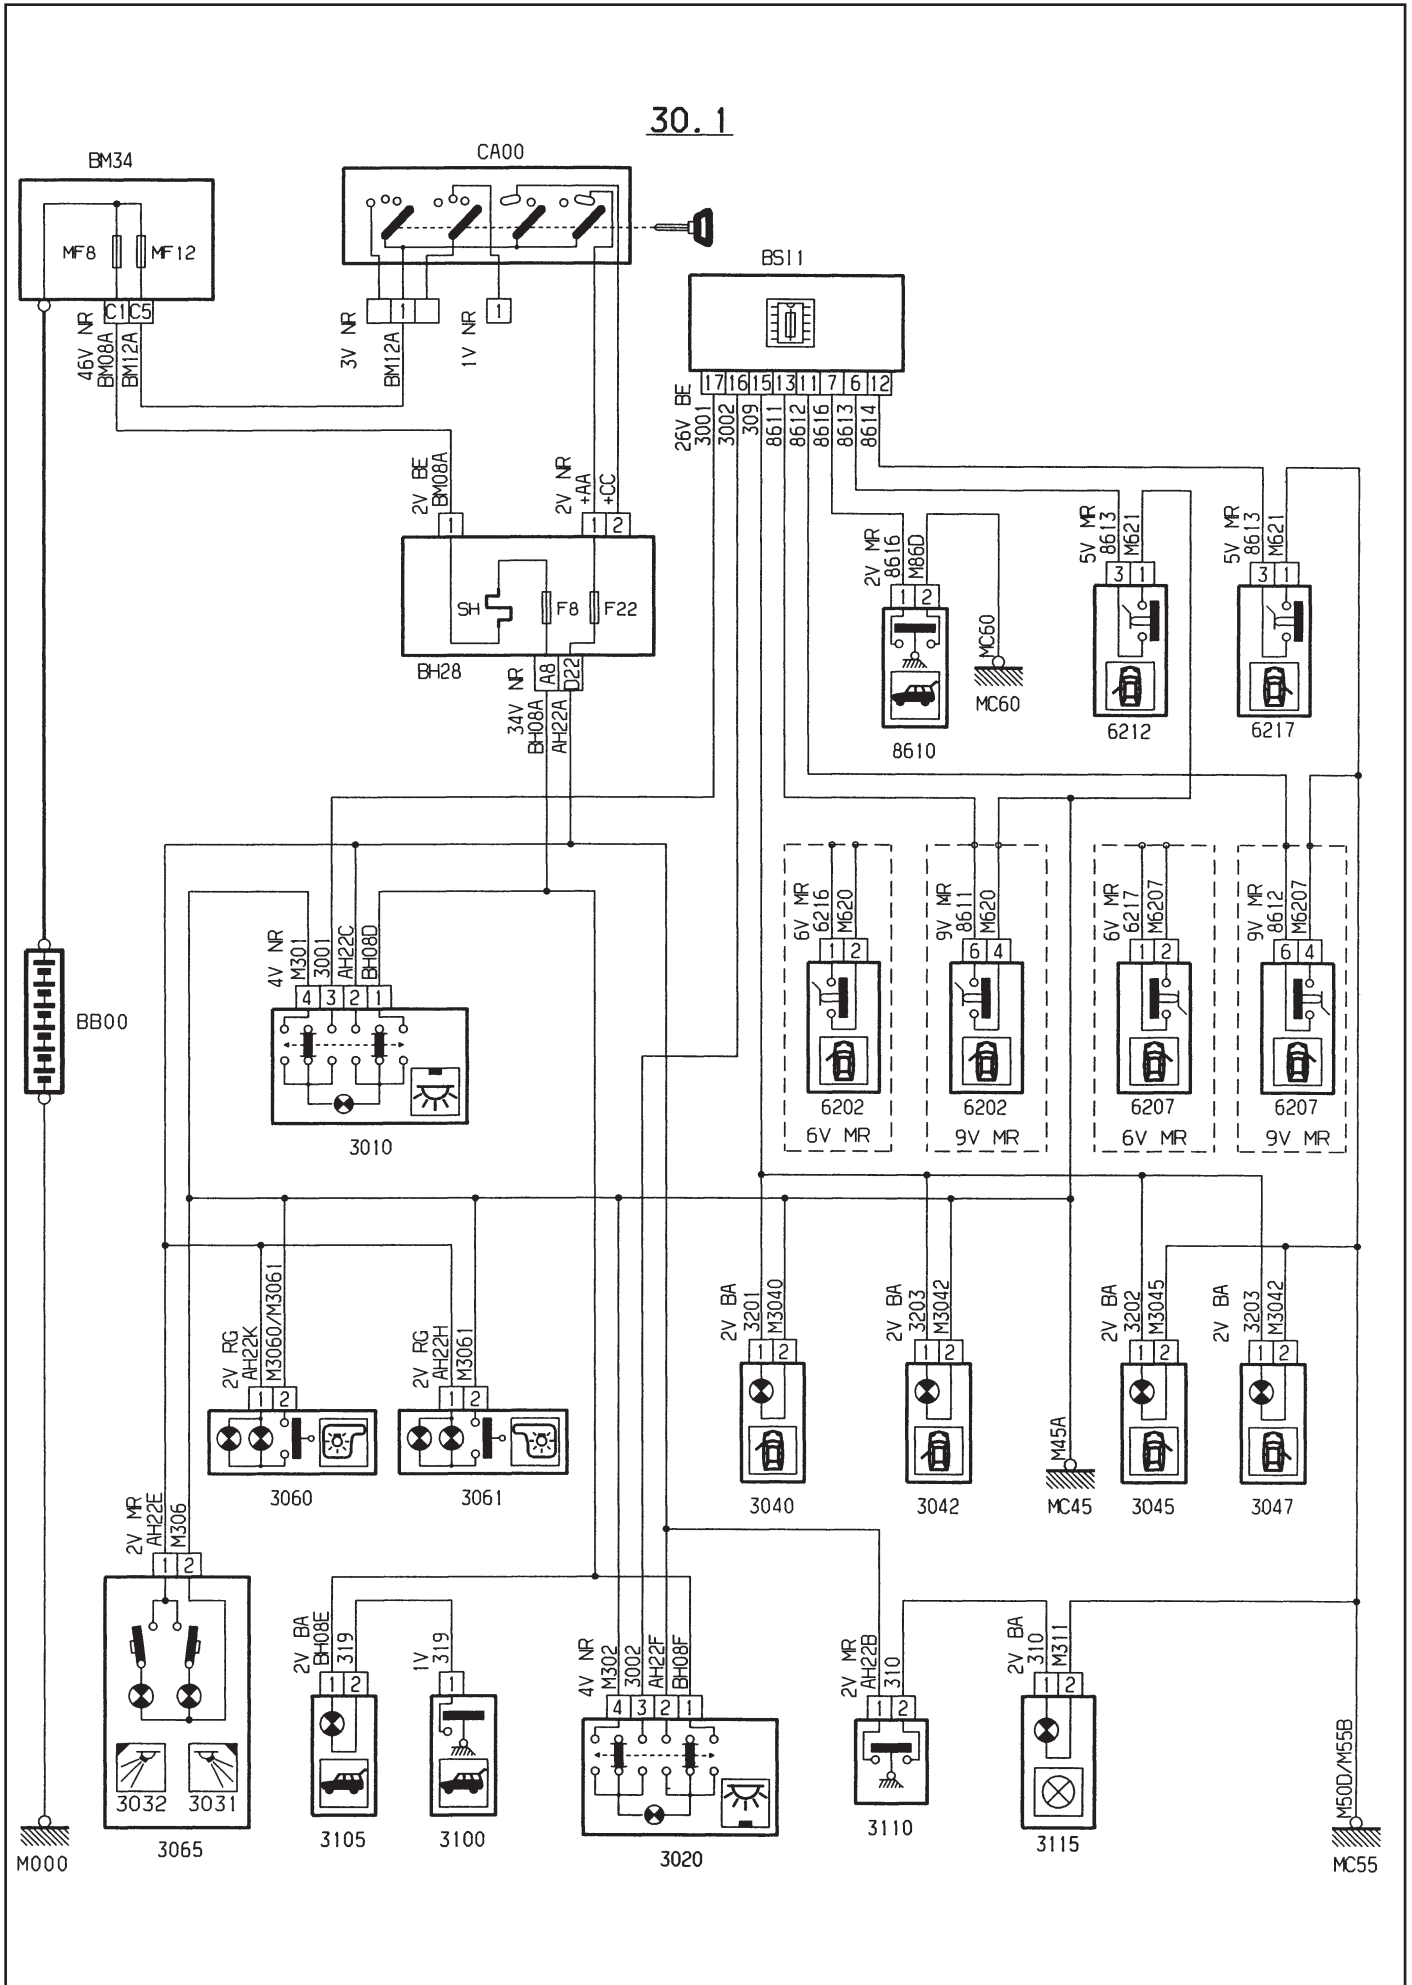 30.1
BM34
CA00
MF8
MF12
BSI1
C1 C5
1
1
46V NR
BM08A
BM12A
3V NR
BM12A
1V NR
17 16 15 13 11 7 6 12
26V BE
3001
3002
309
8611
8612
8616
8613
8614
2V BE
BM08A
2V NR
+AA
+CC
1
1 2
5V MR
8613
M621
5V MR
8613
M621
2V MR
8616
M86D
3 1
3 1
1 2
SH
F8
F22
MC60
BH28
A8
D22
34V NR
BH08A
AH22A
MC60
6212
6217
8610
6V MR
6216
M620
9V MR
8611
M620
6V MR
6217
M6207
9V MR
8612
M6207
1 2
6 4
1 2
6 4
4V NR
M301
3001
AH22C
BH08D
4 3 2 1
BB00
6202
6202
6207
6207
6V MR
9V MR
6V MR
9V MR
3010
2V RG
AH22K
M3060/M3061
2V RG
AH22H
M3061
2V BA
3201
M3040
2V BA
3203
M3042
2V BA
3202
M3045
2V BA
3203
M3042
1 2
1 2
1 2
1 2
1 2
1 2
M45A
3060
3061
3040
3042
MC45
3045
3047
2V MR
AH22E
M306
1 2
2V BA
BH08E
319
1V
319
4V NR
M302
3002
AH22F
BH08F
2V MR
AH22B
310
2V BA
310
M311
1 2
1
4 3 2 1
1 2
1 2
M50D/M55B
3032
3031
3065
3105
3100
3020
3110
3115
M000
MC55